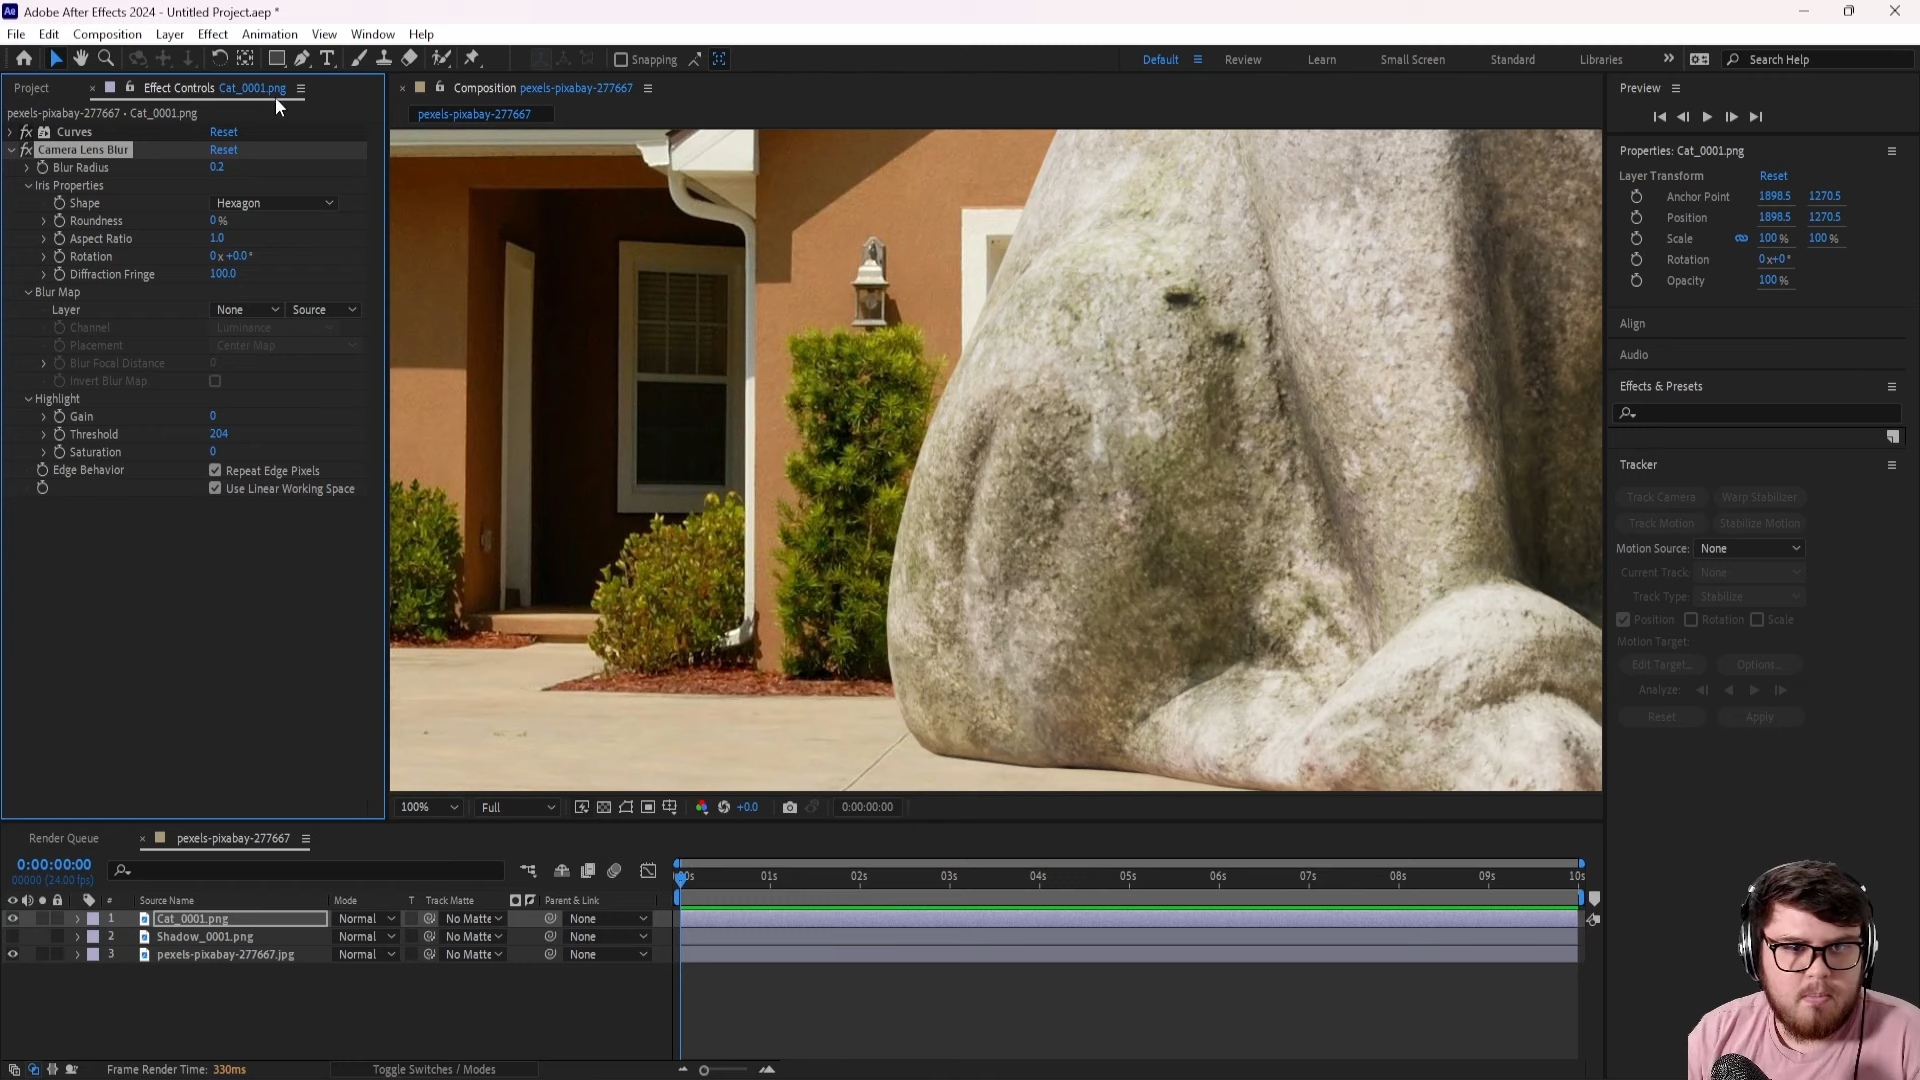 Adobe After Effects 2024 - Untitled Project.aep *
File Edit Composition Layer Effect Animation View Window Help
Snapping
Default Review Learn Small Screen Standard Libraries Search Help
Project Effect Controls Cat_0001.png
Composition pexels-pixabay-277667
Preview
pexels-pixabay-277667 • Cat_0001.png
pexels-pixabay-277667
fx Curves Reset
fx Camera Lens Blur Reset
Blur Radius 0.2
Iris Properties
Shape Hexagon
Roundness 0 %
Aspect Ratio 1.0
Rotation 0 x +0.0 °
Diffraction Fringe 100.0
Blur Map
Layer None Source
Channel Luminance
Placement Center Map
Blur Focal Distance 0
Invert Blur Map
Highlight
Gain 0
Threshold 204
Saturation 0
Edge Behavior Repeat Edge Pixels
Use Linear Working Space
Properties: Cat_0001.png
Layer Transform Reset
Anchor Point 1898.5 1270.5
Position 1898.5 1270.5
Scale 100 % 100 %
Rotation 0 x+0 °
Opacity 100 %
Align
Audio
Effects & Presets
Tracker
Track Camera Warp Stabilizer
Track Motion Stabilize Motion
Motion Source: None
Current Track: None
Track Type: Stabilize
Position Rotation Scale
Motion Target:
Edit Target... Options...
Analyze:
Reset Apply
100% Full +0.0 0:00:00:00
Render Queue pexels-pixabay-277667
0:00:00:00
00000 (24.00 fps)
00s 01s 02s 03s 04s 05s 06s 07s 08s 09s 10s
# Source Name Mode T Track Matte Parent & Link
1 Cat_0001.png Normal No Matte None
2 Shadow_0001.png Normal No Matte None
3 pexels-pixabay-277667.jpg Normal No Matte None
Frame Render Time: 330ms Toggle Switches / Modes